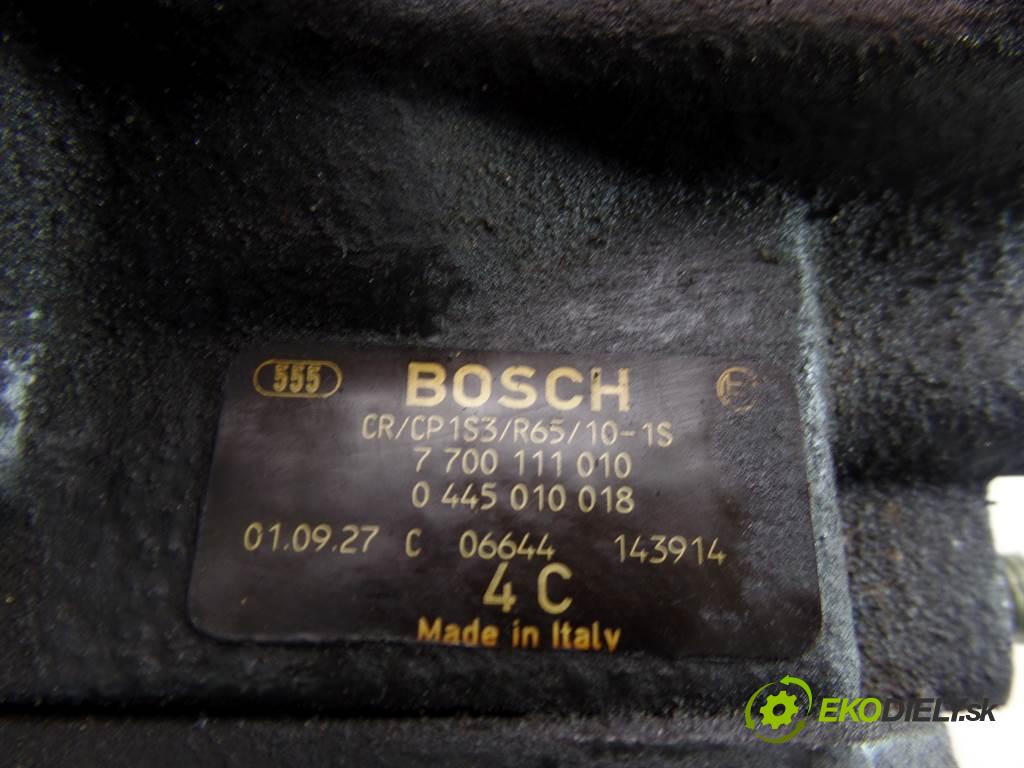 555 BOSCH
CR/CP1S3/R65/10-1S
7 700 111 010
0 445 010 018
01.09.27 C 06644 143914
4 C
Made in Italy
EKODIELY.SK